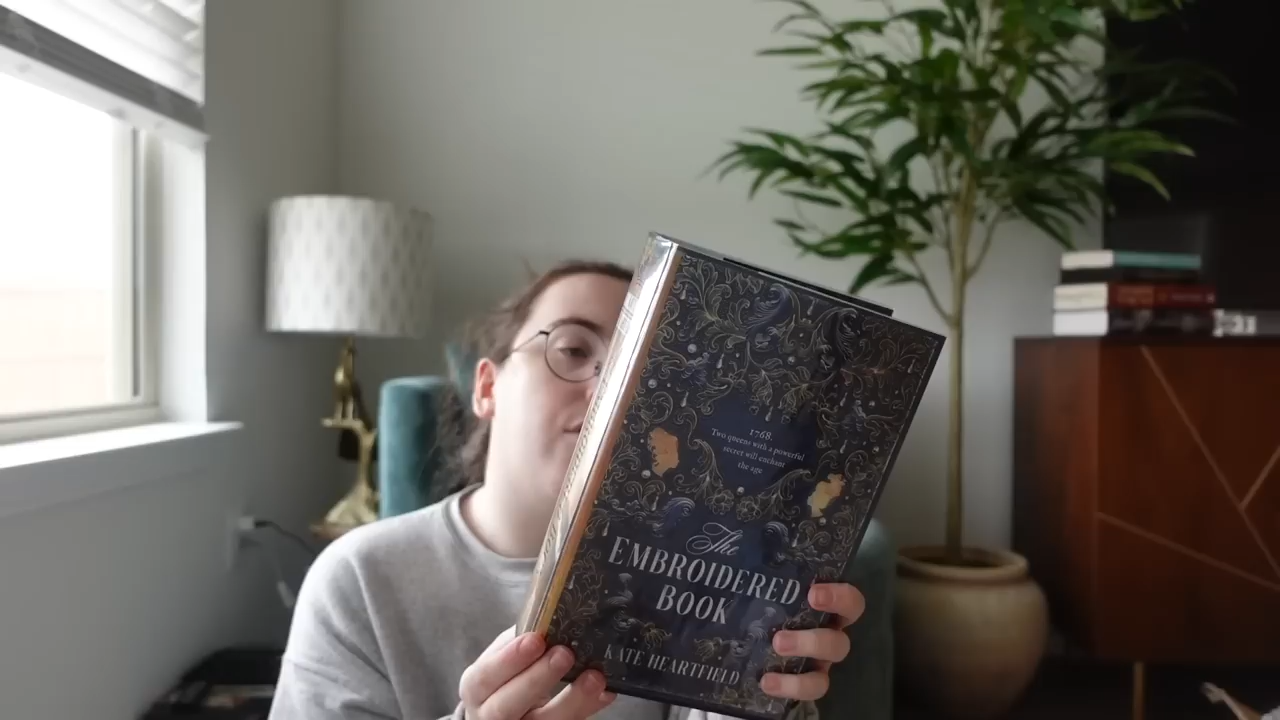 1768.
Two queens with a powerful
secret will enchant
the age
The
EMBROIDERED
BOOK
KATE HEARTFIELD